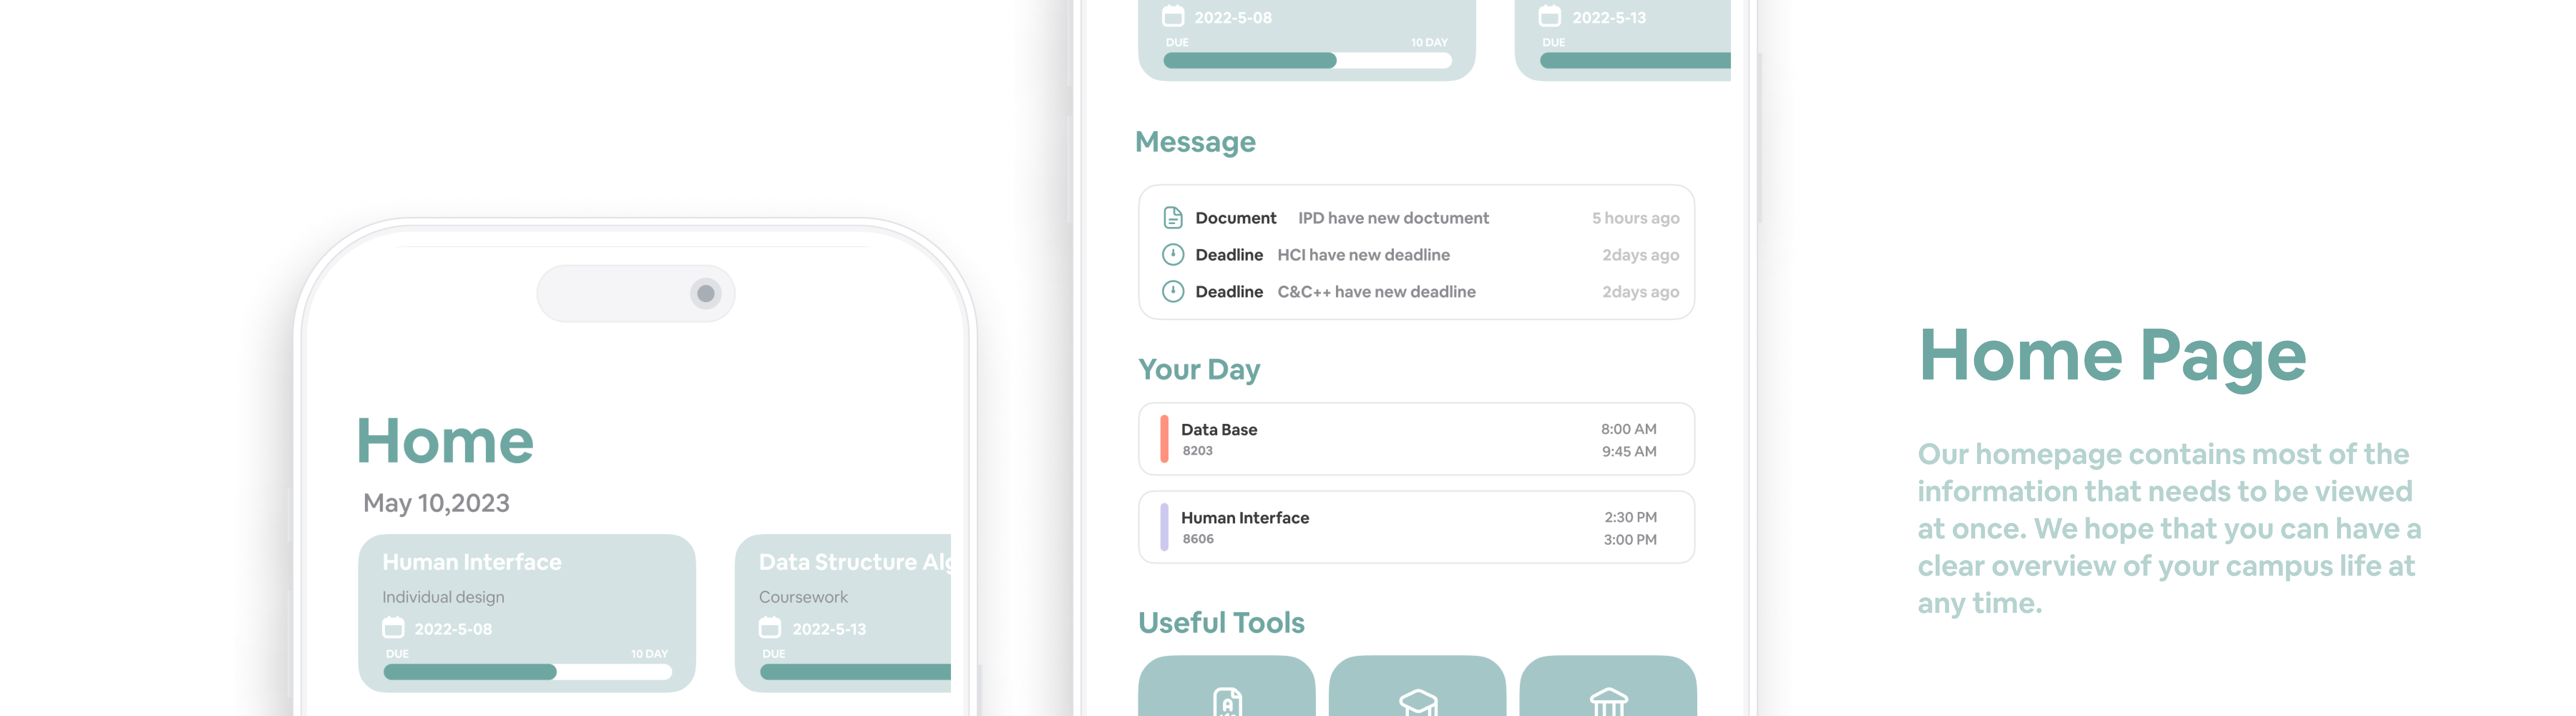 Home
May 10,2023
Human Interface
Individual design
2022-5-08
DUE 10 DAY
Data Structure Alg
Coursework
2022-5-13
DUE
2022-5-08
DUE 10 DAY
2022-5-13
DUE
Message
Document IPD have new doctument 5 hours ago
Deadline HCI have new deadline 2days ago
Deadline C&C++ have new deadline 2days ago
Your Day
Data Base 8:00 AM
8203 9:45 AM
Human Interface 2:30 PM
8606 3:00 PM
Useful Tools
Home Page
Our homepage contains most of the
information that needs to be viewed
at once. We hope that you can have a
clear overview of your campus life at
any time.